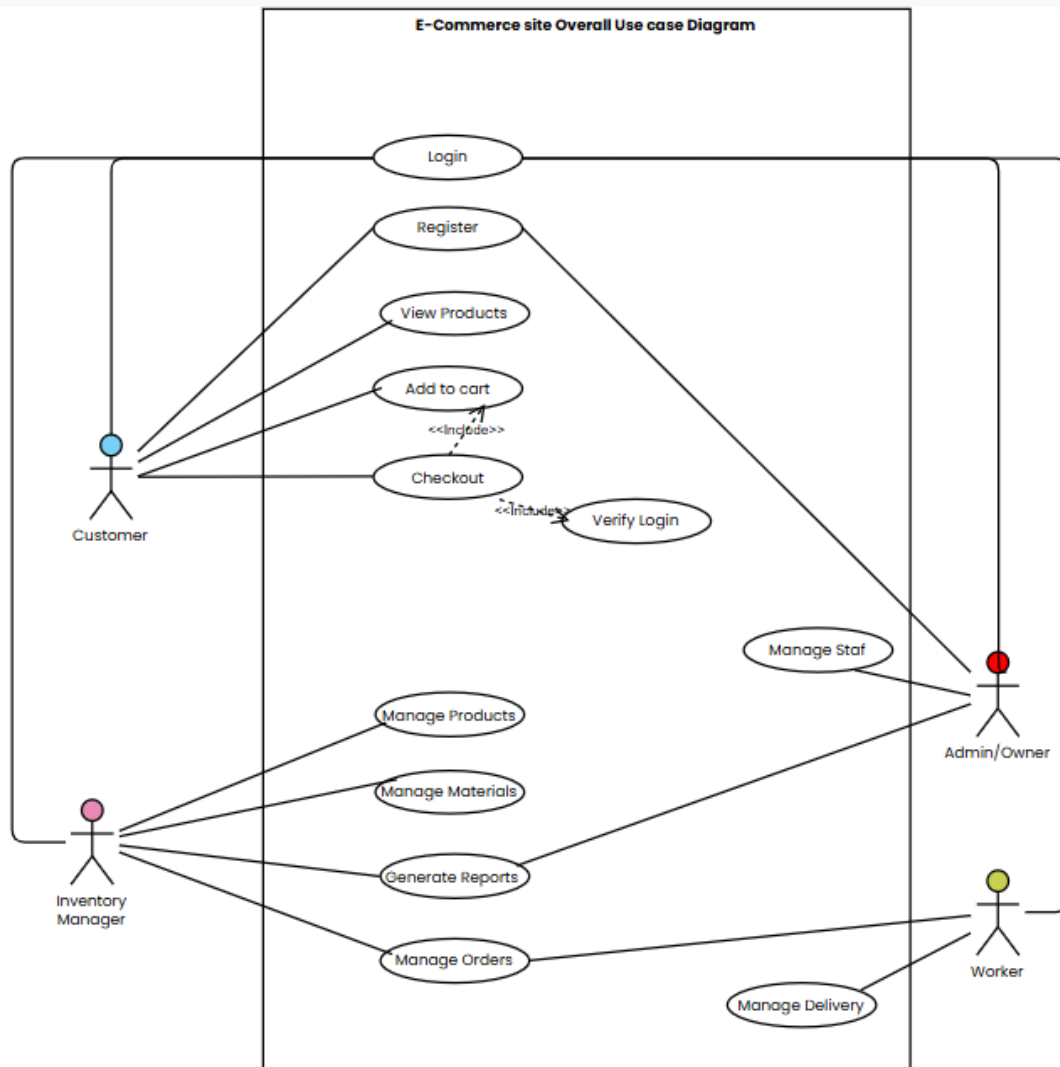 E-Commerce site Overall Use case Diagram
Login
Register
View Products
Add to cart
<<Include>>
Checkout
<<Include>>
Verify Login
Customer
Manage Staf
Manage Products
Admin/Owner
Manage Materials
Generate Reports
Inventory
Manager
Manage Orders
Worker
Manage Delivery